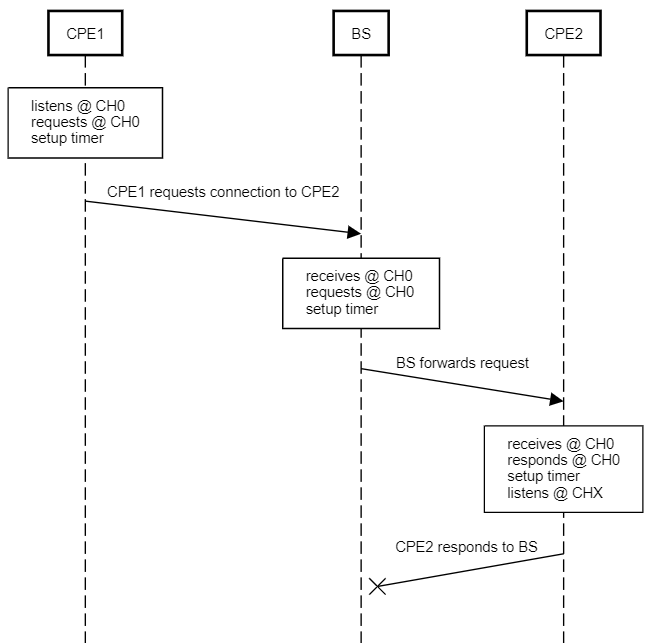 CPE1
BS
CPE2
listens @ CH0
requests @ CH0
setup timer
CPE1 requests connection to CPE2
receives @ CH0
requests @ CH0
setup timer
BS forwards request
receives @ CH0
responds @ CH0
setup timer
listens @ CHX
CPE2 responds to BS